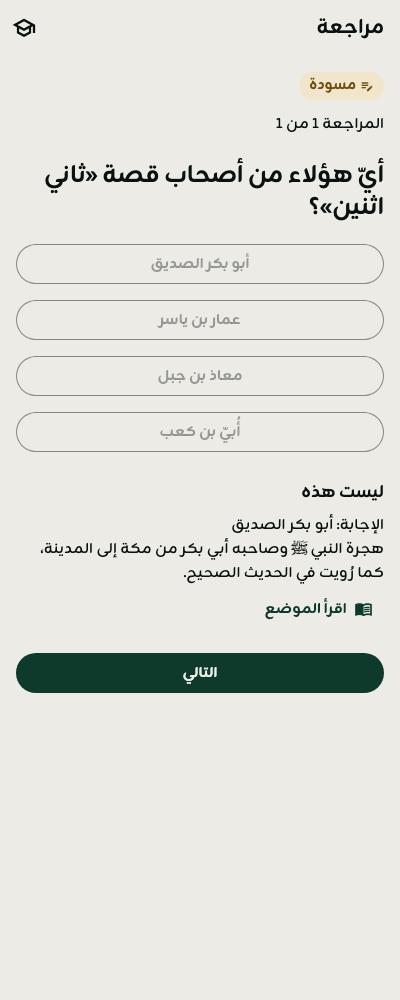 مراجعة
مسودة
المراجعة 1 من 1
أيّ هؤلاء من أصحاب قصة «ثاني
اثنين»؟
أبو بكر الصديق
عمار بن ياسر
معاذ بن جبل
أُبيّ بن كعب
ليست هذه
الإجابة: أبو بكر الصديق
هجرة النبي ﷺ وصاحبه أبي بكر من مكة إلى المدينة،
كما رُويت في الحديث الصحيح.
اقرأ الموضع
التالي